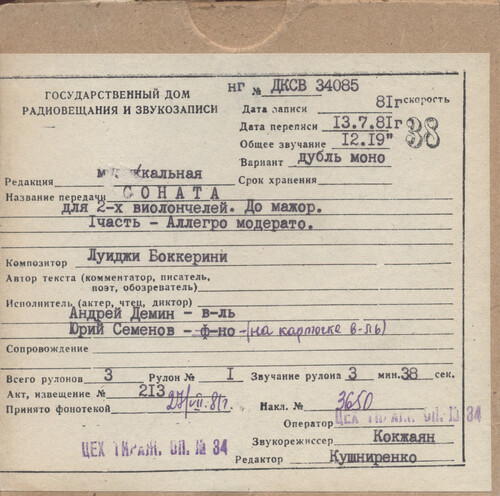 ГОСУДАРСТВЕННЫЙ ДОМ
РАДИОВЕЩАНИЯ И ЗВУКОЗАПИСИ
нг № ДКСВ 34085
Дата записи 81г скорость
Дата переписи 13.7.81г 38
Общее звучание 12.19"
Вариант дубль моно
Редакция музыкальная
Срок хранения
Название передачи СОНАТА
для 2-х виолончелей. До мажор.
Iчасть - Аллегро модерато.
Композитор Луиджи Боккерини
Автор текста (комментатор, писатель,
поэт, обозреватель)
Исполнитель (актер, чтец, диктор)
Андрей Демин - в-ль
Юрий Семенов - ф-но (на карточке в-ль)
Сопровождение
Всего рулонов 3 Рулон № I Звучание рулона 3 мин. 38 сек.
Акт, извещение № 213
Принято фонотекой 27/VII.81г. Накл. № 3650
Оператор ЦЕХ ТИРАЖ. ОП. № 34
Звукорежиссер Кокжаян
ЦЕХ ТИРАЖ. ОП. № 34
Редактор Кушниренко